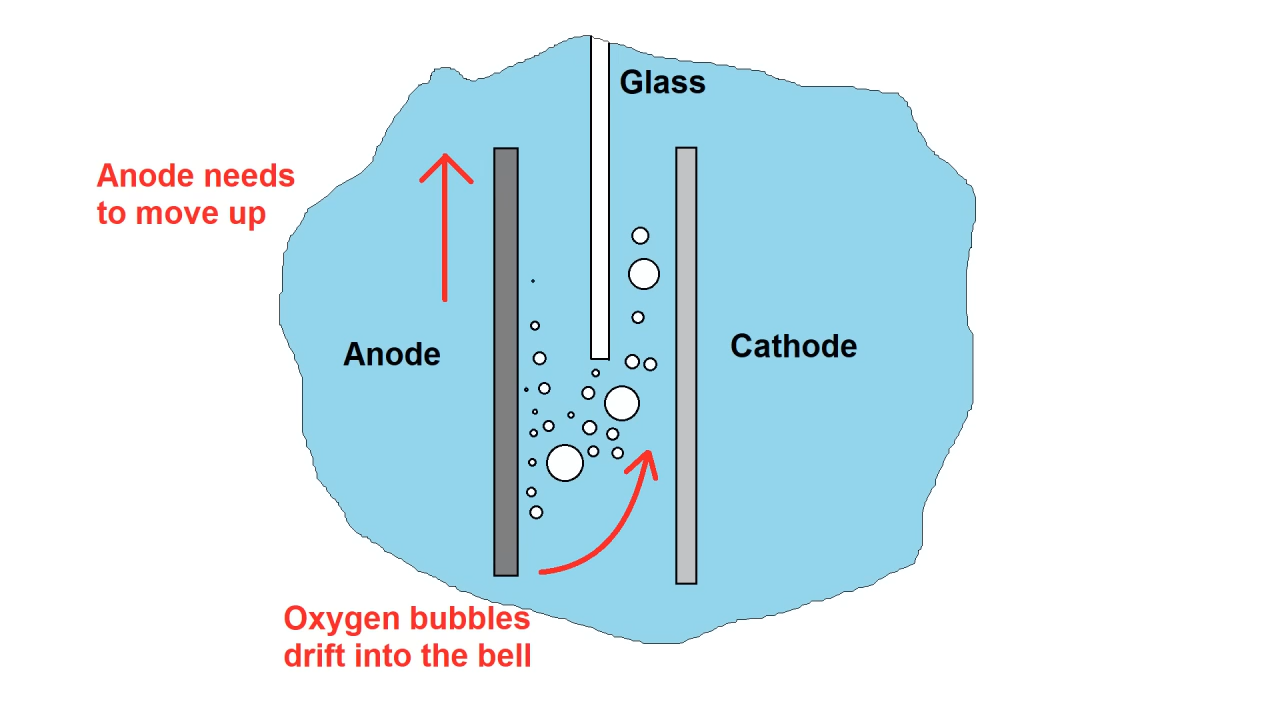 Glass
Anode needs
to move up
Anode
Cathode
Oxygen bubbles
drift into the bell